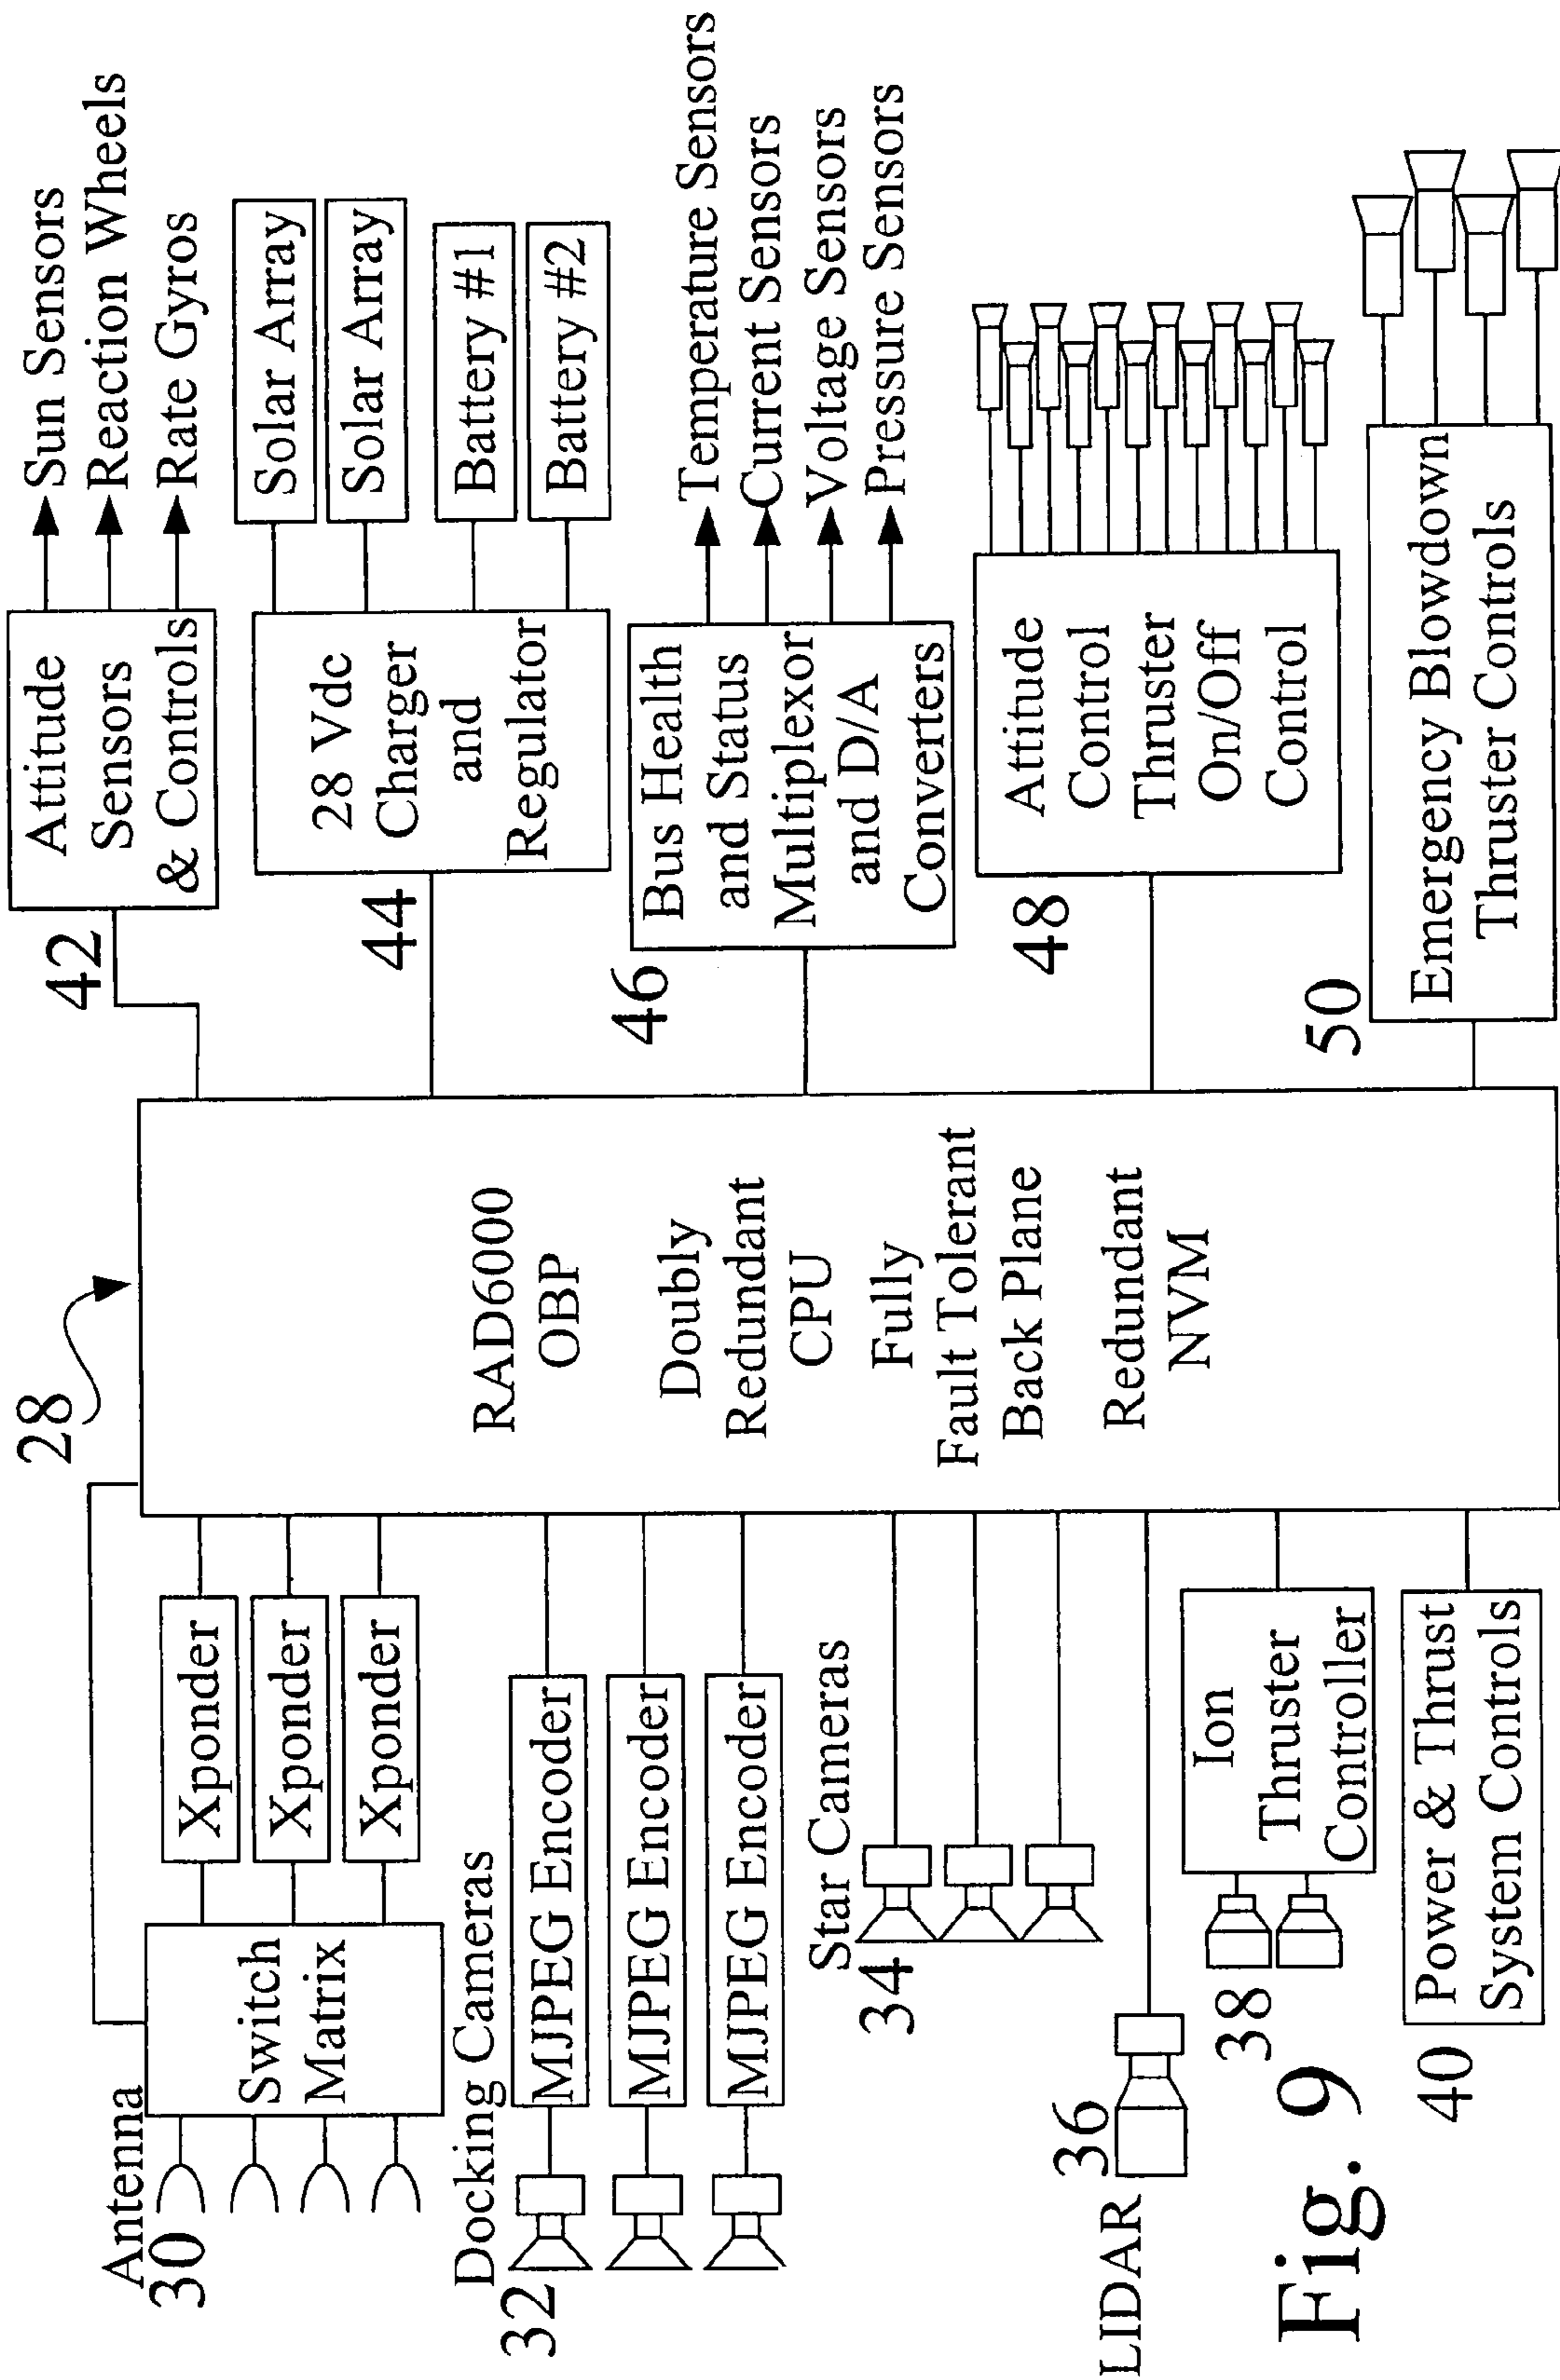 28
Antenna
30
Switch
Matrix
Xponder
Xponder
Xponder
Docking Cameras
32
MJPEG Encoder
MJPEG Encoder
MJPEG Encoder
Star Cameras
34
LIDAR
36
38
Ion
Thruster
Controller
40
Power & Thrust
System Controls
RAD6000
OBP
Doubly
Redundant
CPU
Fully
Fault Tolerant
Back Plane
Redundant
NVM
42
Attitude
Sensors
& Controls
Sun Sensors
Reaction Wheels
Rate Gyros
44
28 Vdc
Charger
and
Regulator
Solar Array
Solar Array
Battery #1
Battery #2
46
Bus Health
and Status
Multiplexor
and D/A
Converters
Temperature Sensors
Current Sensors
Voltage Sensors
Pressure Sensors
48
Attitude
Control
Thruster
On/Off
Control
50
Emergency Blowdown
Thruster Controls
Fig. 9